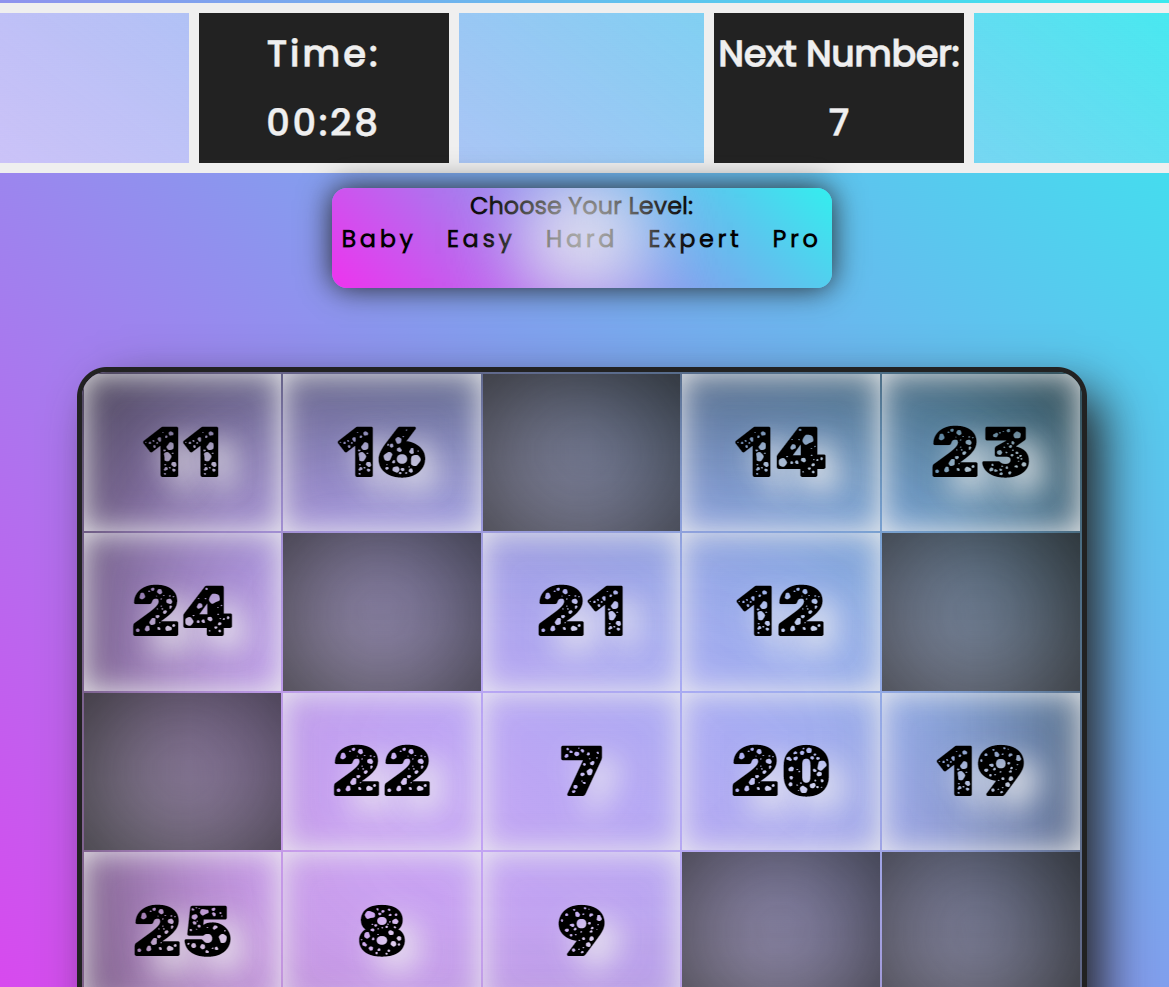 Time:
00:28
Next Number:
7
Choose Your Level:
Baby Easy Hard Expert Pro
11 16 14 23
24 21 12
22 7 20 19
25 8 9